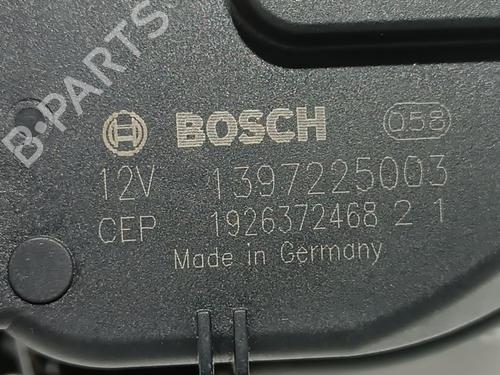 B-PARTS
BOSCH 058
12V 1397225003
CEP 1926372468 2 1
Made in Germany